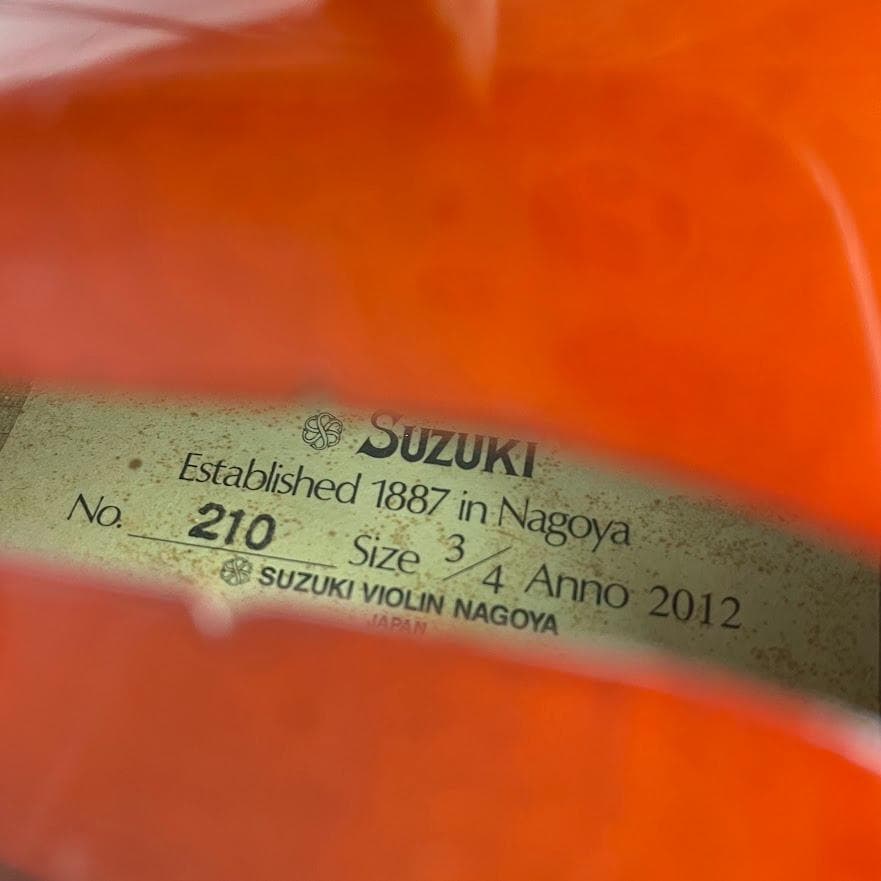 SUZUKI
Established 1887 in Nagoya
No. 210 Size 3/4 Anno 2012
SUZUKI VIOLIN NAGOYA
JAPAN